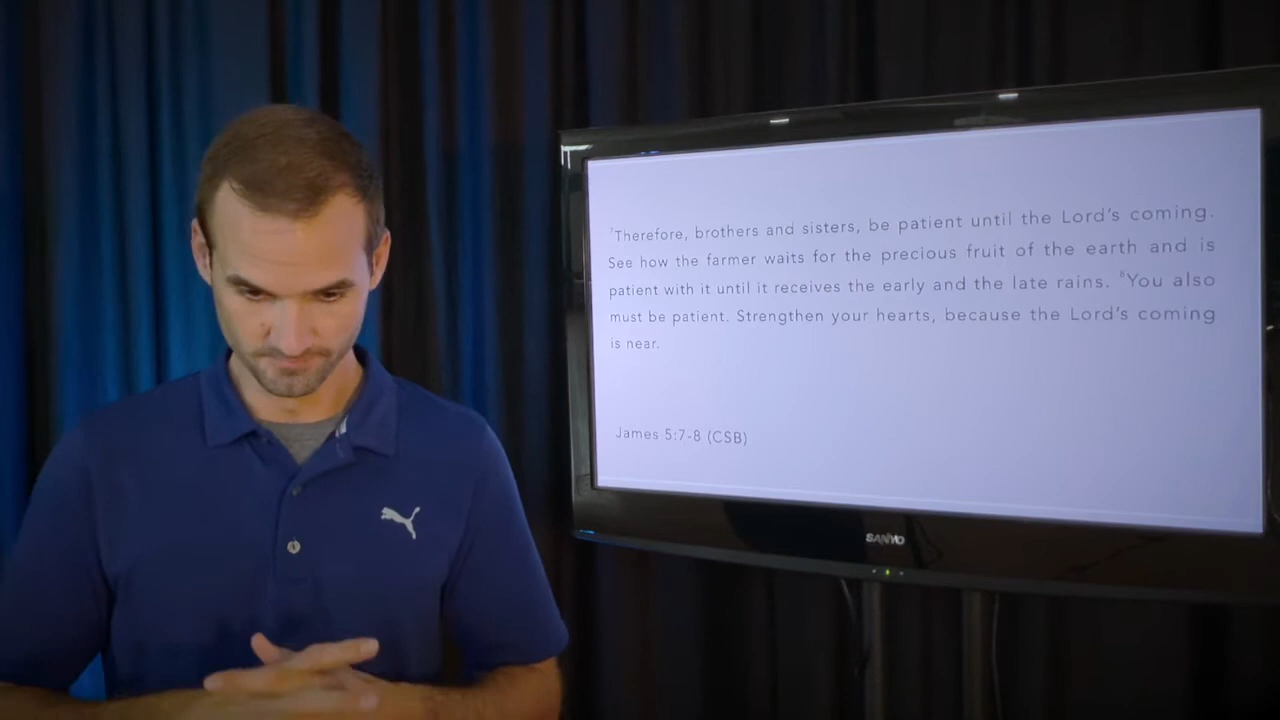 ⁷Therefore, brothers and sisters, be patient until the Lord's coming.
See how the farmer waits for the precious fruit of the earth and is
patient with it until it receives the early and the late rains. ⁸You also
must be patient. Strengthen your hearts, because the Lord's coming
is near.
James 5:7-8 (CSB)
SANYO